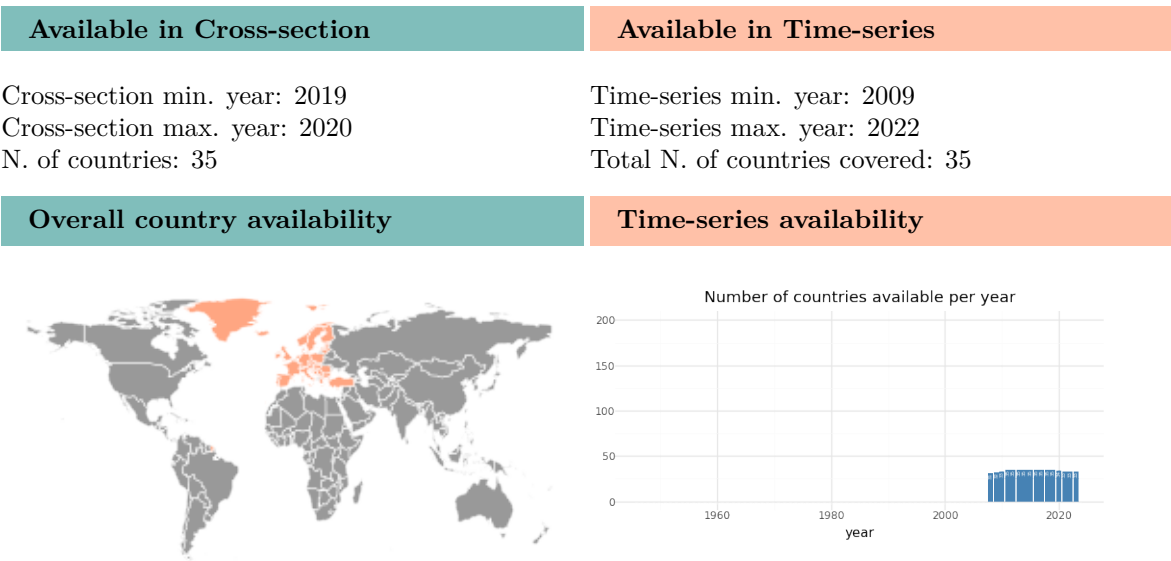 Available in Cross-section
Available in Time-series
Cross-section min. year: 2019
Cross-section max. year: 2020
N. of countries: 35
Time-series min. year: 2009
Time-series max. year: 2022
Total N. of countries covered: 35
Overall country availability
Time-series availability
Number of countries available per year
200
150
100
50
0
1960 1980 2000 2020
year